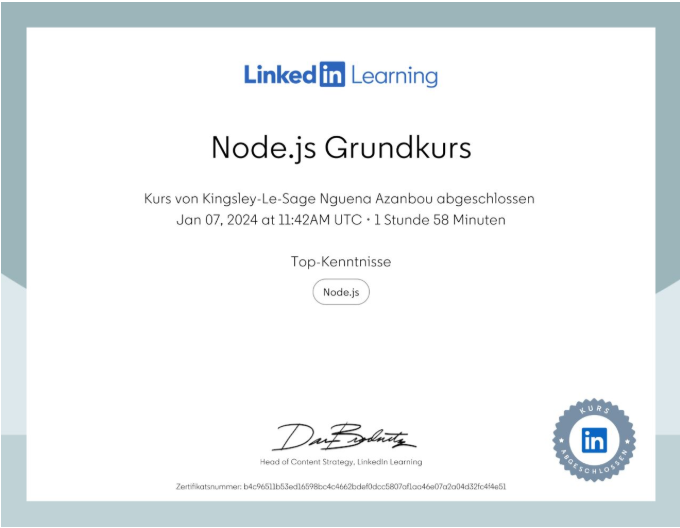 LinkedIn Learning
Node.js Grundkurs
Kurs von Kingsley-Le-Sage Nguena Azanbou abgeschlossen
Jan 07, 2024 at 11:42AM UTC • 1 Stunde 58 Minuten
Top-Kenntnisse
Node.js
Head of Content Strategy, LinkedIn Learning
KURS
in
ABGESCHLOSSEN
Zertifikatsnummer: b4c96511b53ed16598bc4c4662bdef0dcc5807af1aa46e07a2a04d32fc4f4e51